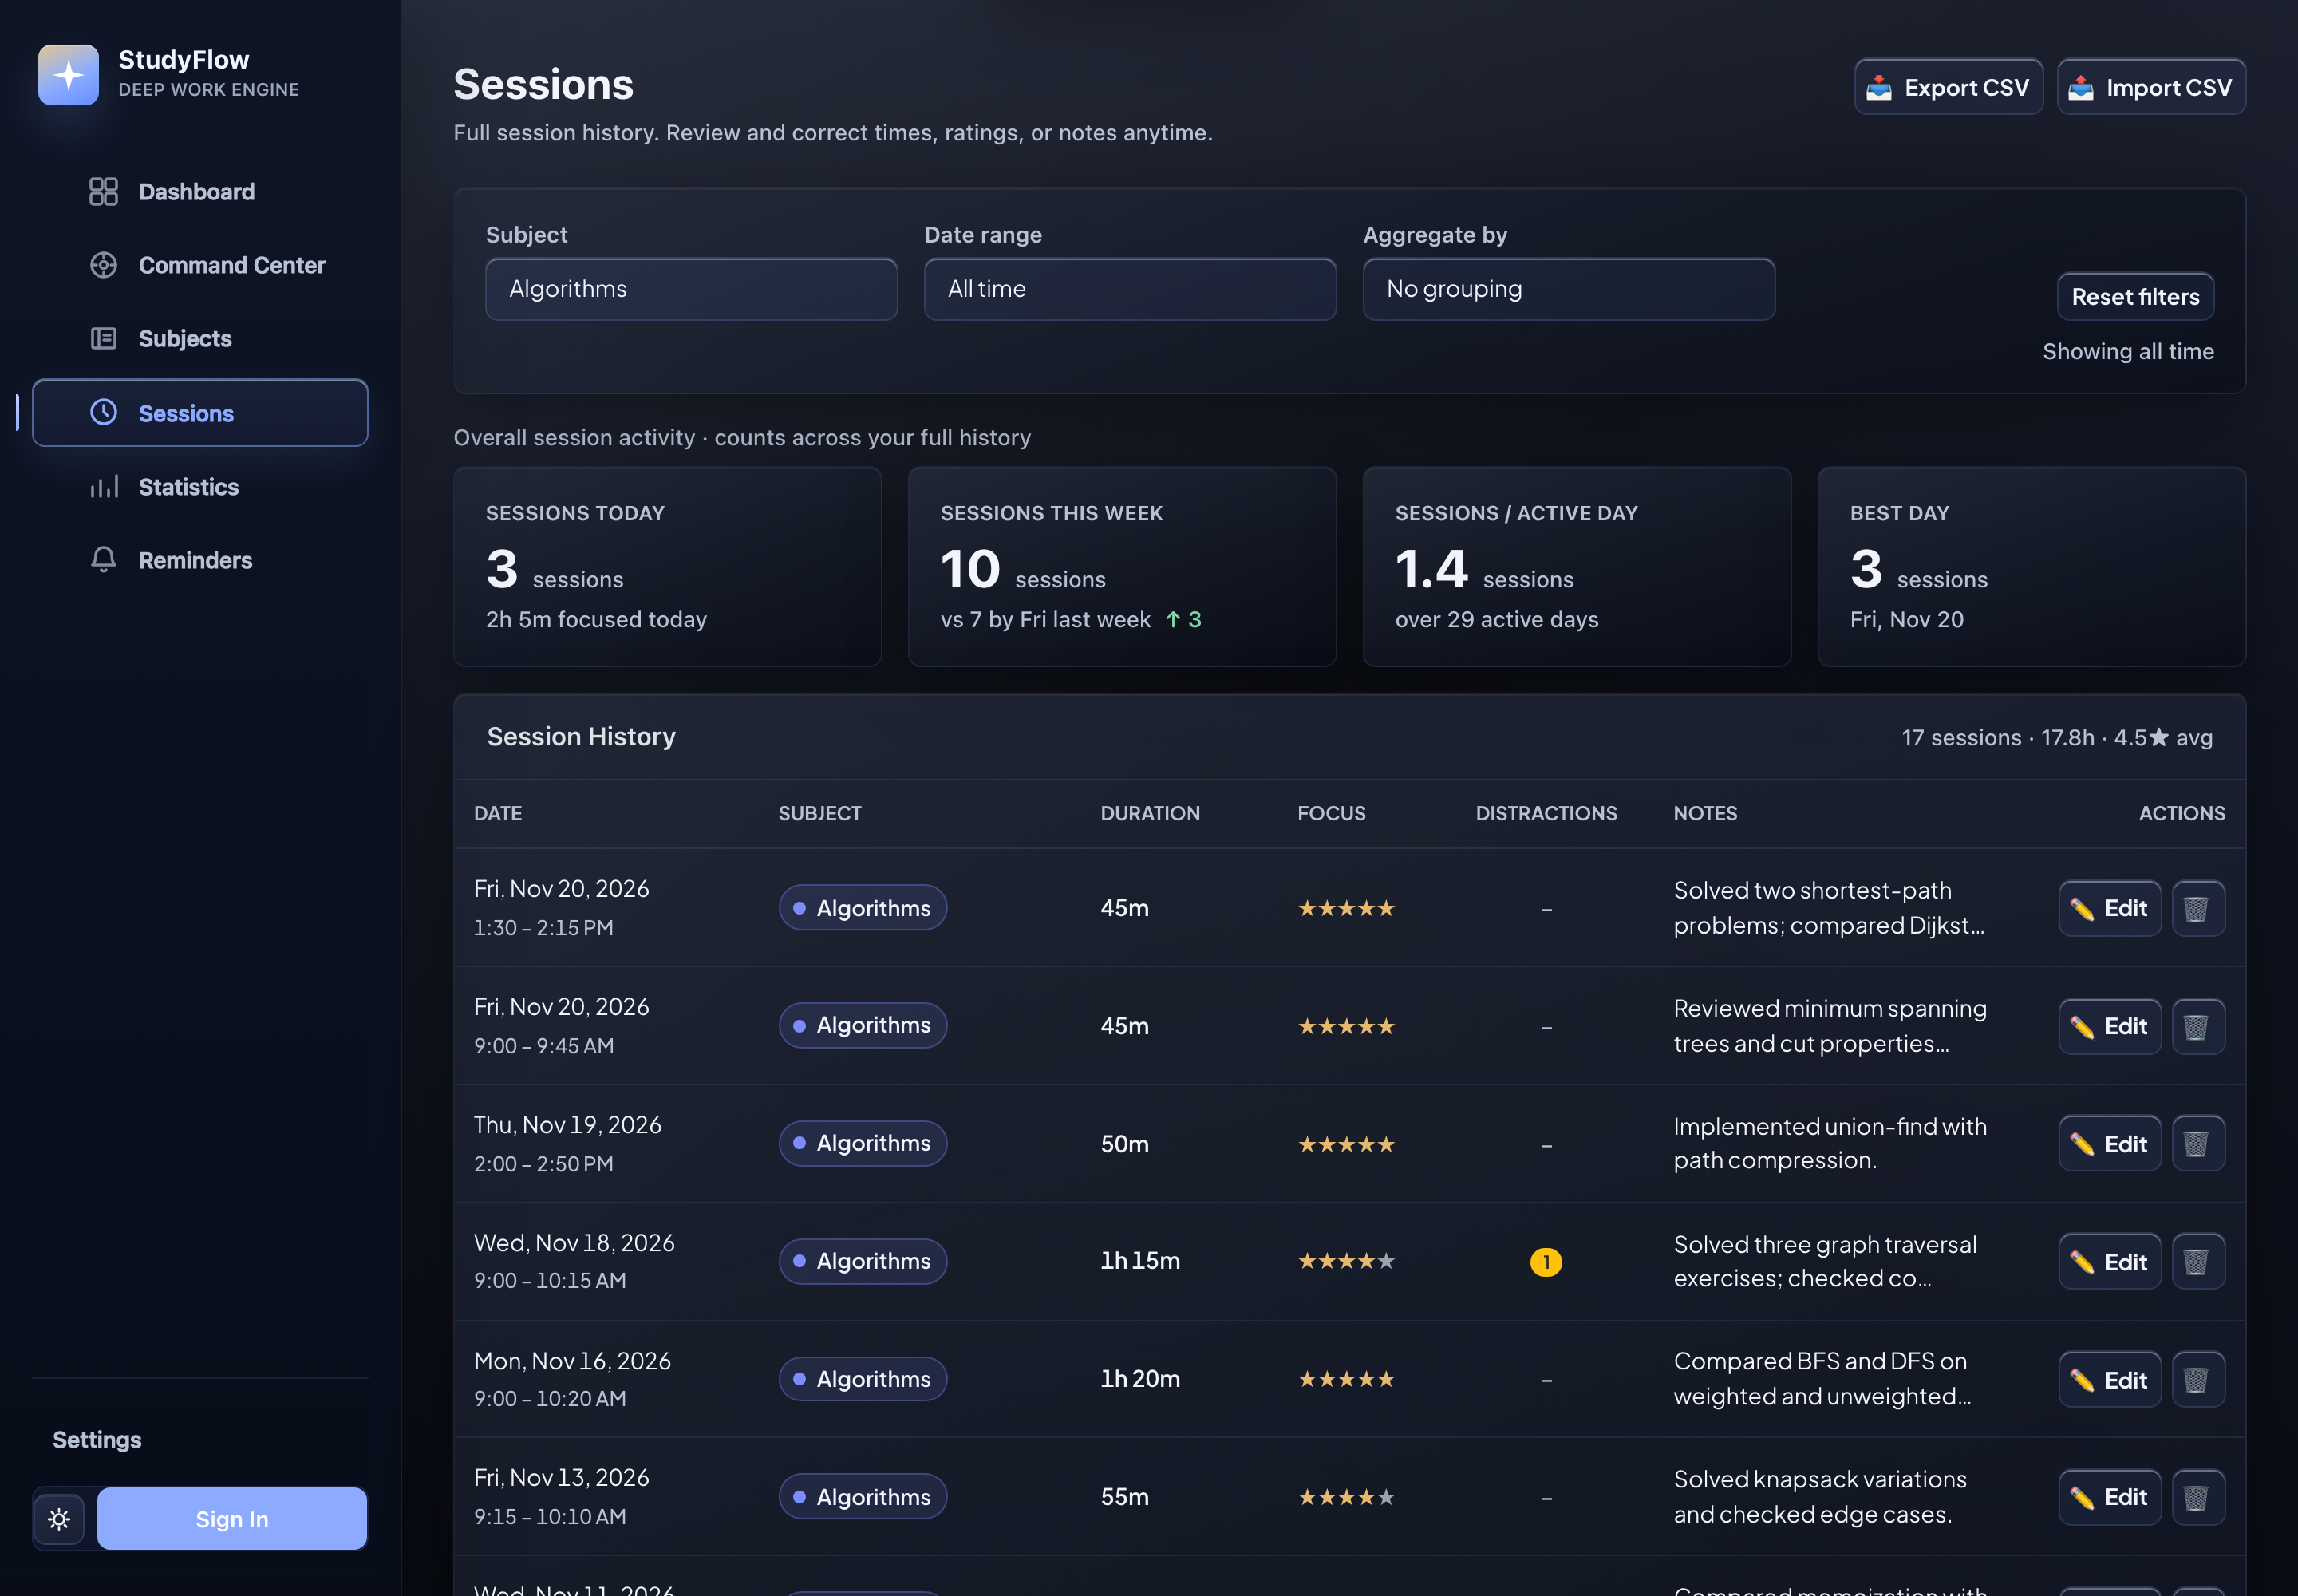 StudyFlow
DEEP WORK ENGINE
Dashboard
Command Center
Subjects
Sessions
Statistics
Reminders
Settings
Sign In
Sessions
Full session history. Review and correct times, ratings, or notes anytime.
Export CSV
Import CSV
Subject
Algorithms
Date range
All time
Aggregate by
No grouping
Reset filters
Showing all time
Overall session activity · counts across your full history
SESSIONS TODAY
3 sessions
2h 5m focused today
SESSIONS THIS WEEK
10 sessions
vs 7 by Fri last week ↑ 3
SESSIONS / ACTIVE DAY
1.4 sessions
over 29 active days
BEST DAY
3 sessions
Fri, Nov 20
Session History
17 sessions · 17.8h · 4.5★ avg
DATE SUBJECT DURATION FOCUS DISTRACTIONS NOTES ACTIONS
Fri, Nov 20, 2026
1:30 – 2:15 PM
Algorithms
45m
★★★★★
–
Solved two shortest-path
problems; compared Dijkst...
Edit
Fri, Nov 20, 2026
9:00 – 9:45 AM
Algorithms
45m
★★★★★
–
Reviewed minimum spanning
trees and cut properties...
Edit
Thu, Nov 19, 2026
2:00 – 2:50 PM
Algorithms
50m
★★★★★
–
Implemented union-find with
path compression.
Edit
Wed, Nov 18, 2026
9:00 – 10:15 AM
Algorithms
1h 15m
★★★★★
1
Solved three graph traversal
exercises; checked co...
Edit
Mon, Nov 16, 2026
9:00 – 10:20 AM
Algorithms
1h 20m
★★★★★
–
Compared BFS and DFS on
weighted and unweighted...
Edit
Fri, Nov 13, 2026
9:15 – 10:10 AM
Algorithms
55m
★★★★★
–
Solved knapsack variations
and checked edge cases.
Edit
Wed, Nov 11, 2026
Compared memoization with